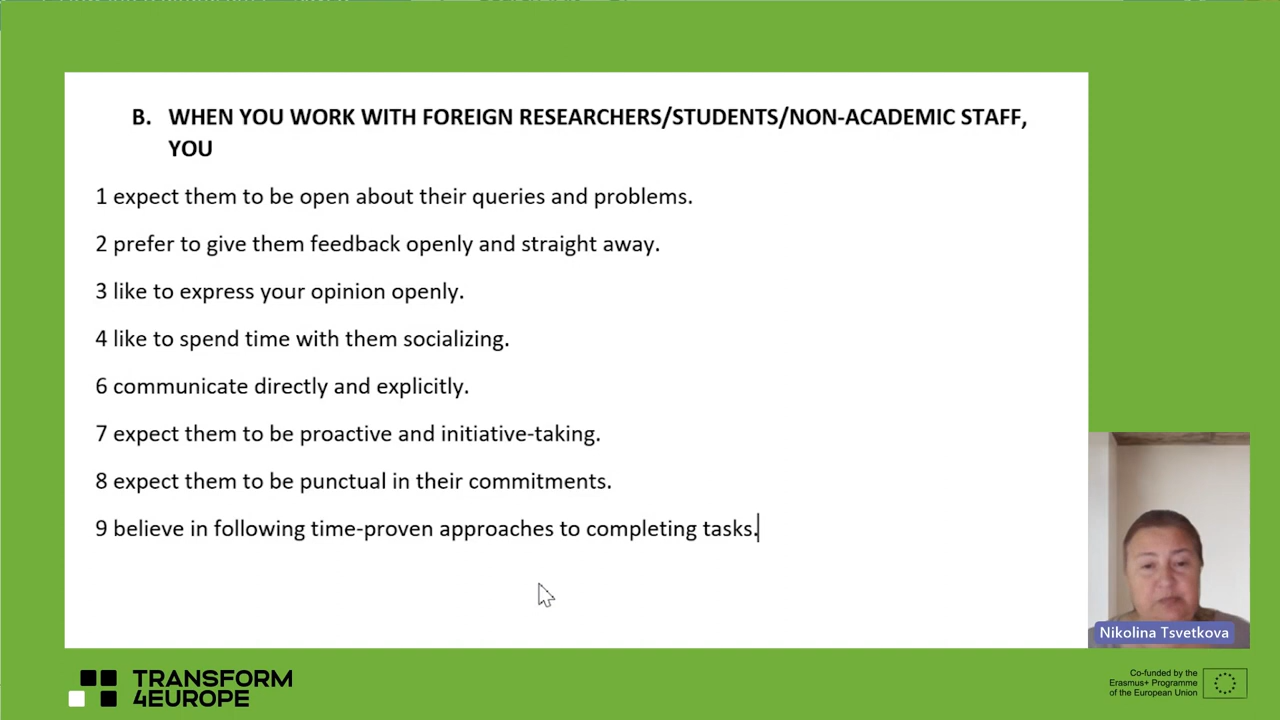 B. WHEN YOU WORK WITH FOREIGN RESEARCHERS/STUDENTS/NON-ACADEMIC STAFF,
YOU
1 expect them to be open about their queries and problems.
2 prefer to give them feedback openly and straight away.
3 like to express your opinion openly.
4 like to spend time with them socializing.
6 communicate directly and explicitly.
7 expect them to be proactive and initiative-taking.
8 expect them to be punctual in their commitments.
9 believe in following time-proven approaches to completing tasks.
Nikolina Tsvetkova
TRANSFORM
4EUROPE
Co-funded by the
Erasmus+ Programme
of the European Union